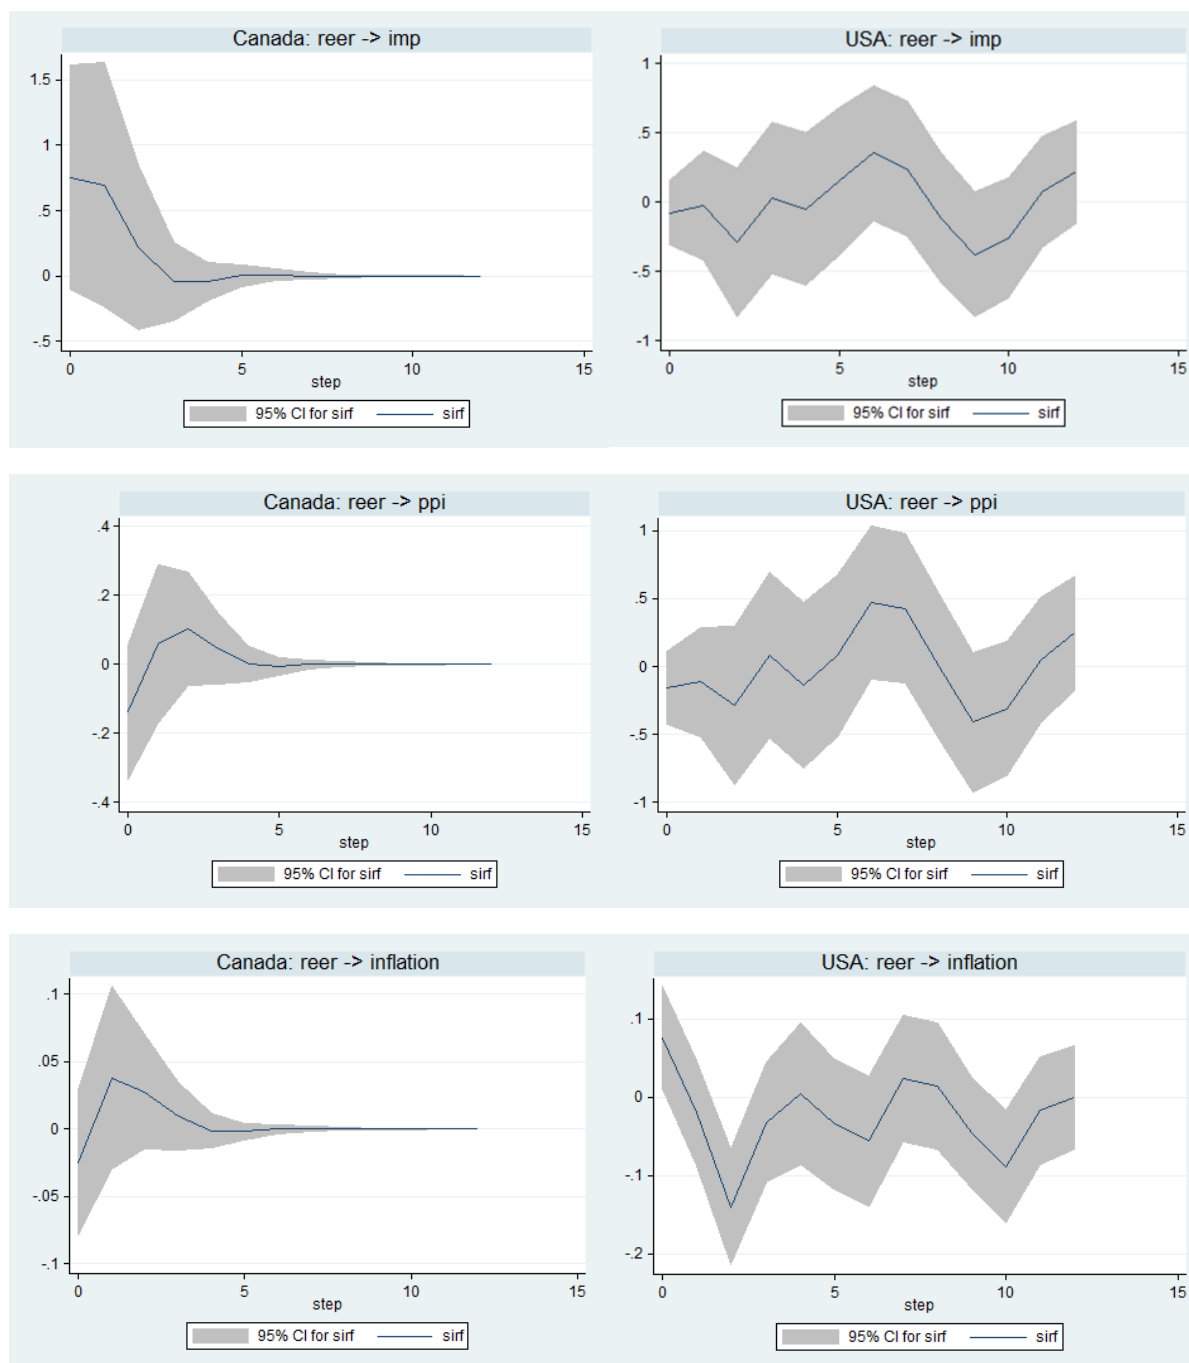 Canada: reer -> imp
1.5
1
.5
0
-.5
0 5 10 15
step
95% CI for sirf sirf
USA: reer -> imp
1
.5
0
-.5
-1
0 5 10 15
step
95% CI for sirf sirf
Canada: reer -> ppi
.4
.2
0
-.2
-.4
0 5 10 15
step
95% CI for sirf sirf
USA: reer -> ppi
1
.5
0
-.5
-1
0 5 10 15
step
95% CI for sirf sirf
Canada: reer -> inflation
.1
.05
0
-.05
-.1
0 5 10 15
step
95% CI for sirf sirf
USA: reer -> inflation
.1
0
-.1
-.2
0 5 10 15
step
95% CI for sirf sirf